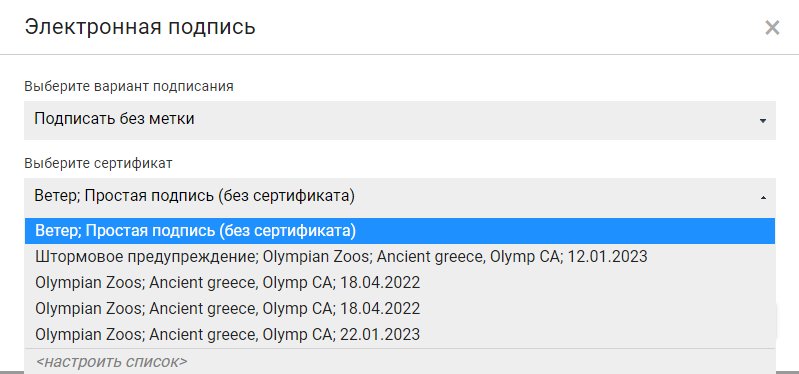 Электронная подпись
Выберите вариант подписания
Подписать без метки
Выберите сертификат
Ветер; Простая подпись (без сертификата)
Ветер; Простая подпись (без сертификата)
Штормовое предупреждение; Olympian Zoos; Ancient greece, Olymp CA; 12.01.2023
Olympian Zoos; Ancient greece, Olymp CA; 18.04.2022
Olympian Zoos; Ancient greece, Olymp CA; 18.04.2022
Olympian Zoos; Ancient greece, Olymp CA; 22.01.2023
<настроить список>